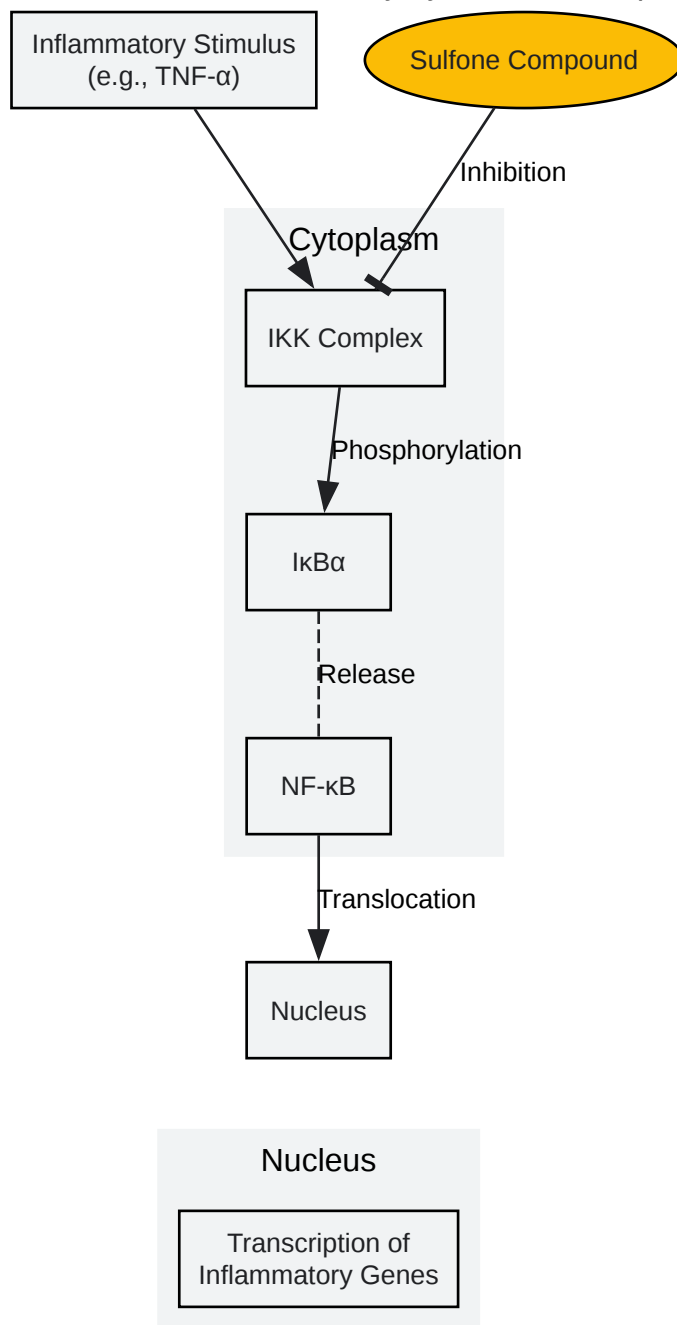 Inflammatory Stimulus
(e.g., TNF-α)
Sulfone Compound
Inhibition
Cytoplasm
IKK Complex
Phosphorylation
IκBα
Release
NF-κB
Translocation
Nucleus
Nucleus
Transcription of
Inflammatory Genes